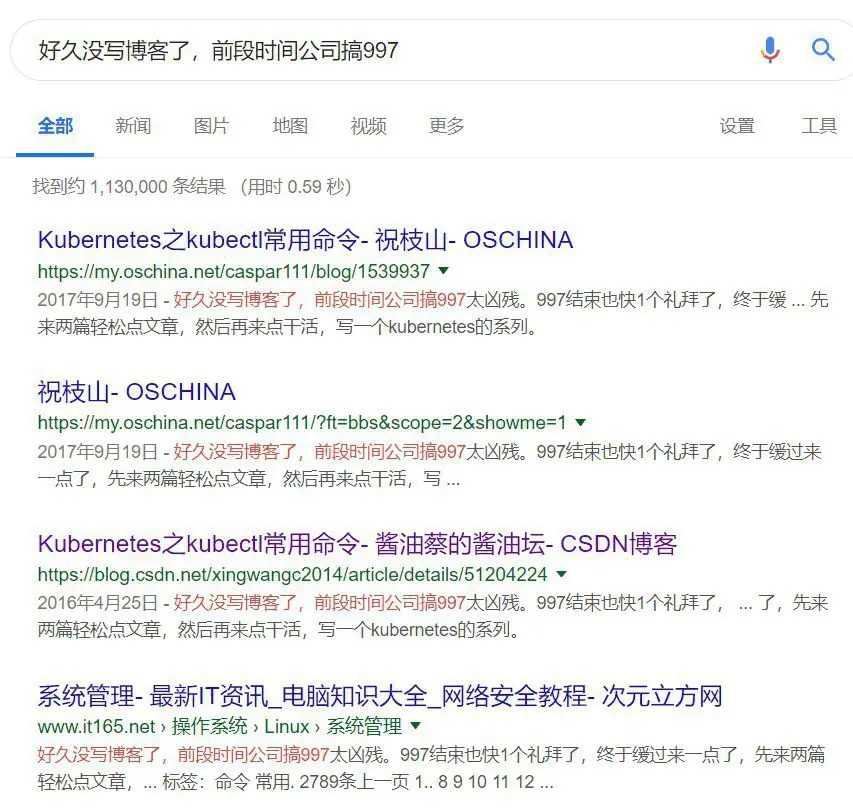 好久没写博客了，前段时间公司搞997
全部 新闻 图片 地图 视频 更多 设置 工具
找到约 1,130,000 条结果 （用时 0.59 秒）
Kubernetes之kubectl常用命令- 祝枝山- OSCHINA
https://my.oschina.net/caspar111/blog/1539937
2017年9月19日 - 好久没写博客了，前段时间公司搞997太凶残。997结束也快1个礼拜了，终于缓 ... 先
来两篇轻松点文章，然后再来点干活，写一个kubernetes的系列。
祝枝山- OSCHINA
https://my.oschina.net/caspar111/?ft=bbs&scope=2&showme=1
2017年9月19日 - 好久没写博客了，前段时间公司搞997太凶残。997结束也快1个礼拜了，终于缓过来
一点了，先来两篇轻松点文章，然后再来点干活，写 ...
Kubernetes之kubectl常用命令- 酱油蔡的酱油坛- CSDN博客
https://blog.csdn.net/xingwangc2014/article/details/51204224
2016年4月25日 - 好久没写博客了，前段时间公司搞997太凶残。997结束也快1个礼拜了， ... 了，先来
两篇轻松点文章，然后再来点干活，写一个kubernetes的系列。
系统管理- 最新IT资讯_电脑知识大全_网络安全教程- 次元立方网
www.it165.net › 操作系统 › Linux › 系统管理
好久没写博客了，前段时间公司搞997太凶残。997结束也快1个礼拜了，终于缓过来一点了，先来两篇
轻松点文章，... 标签：命令 常用. 2789条上一页 1.. 8 9 10 11 12 ...